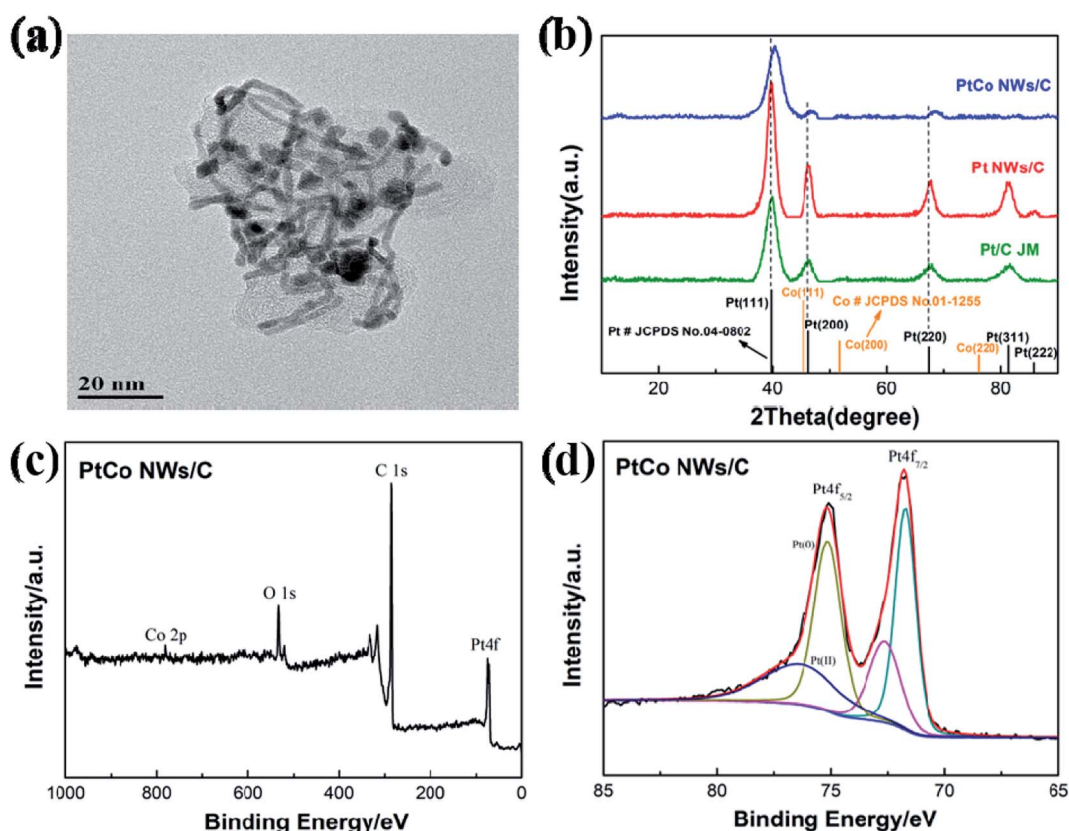 (a)
20 nm
(b)
PtCo NWs/C
Pt NWs/C
Pt/C JM
Co(111)
Pt(111)
Co # JCPDS No.01-1255
Pt # JCPDS No.04-0802
Pt(200)
Co(200)
Pt(220)
Co(220)
Pt(311)
Pt(222)
Intensity(a.u.)
10 20 40 60 80
2Theta(degree)
(c)
PtCo NWs/C
C 1s
O 1s
Co 2p
Pt4f
Intensity/a.u.
1000 800 600 400 200 0
Binding Energy/eV
(d)
PtCo NWs/C
Pt4f7/2
Pt4f5/2
Pt(0)
Pt(II)
Intensity/a.u.
85 80 75 70 65
Binding Energy/eV